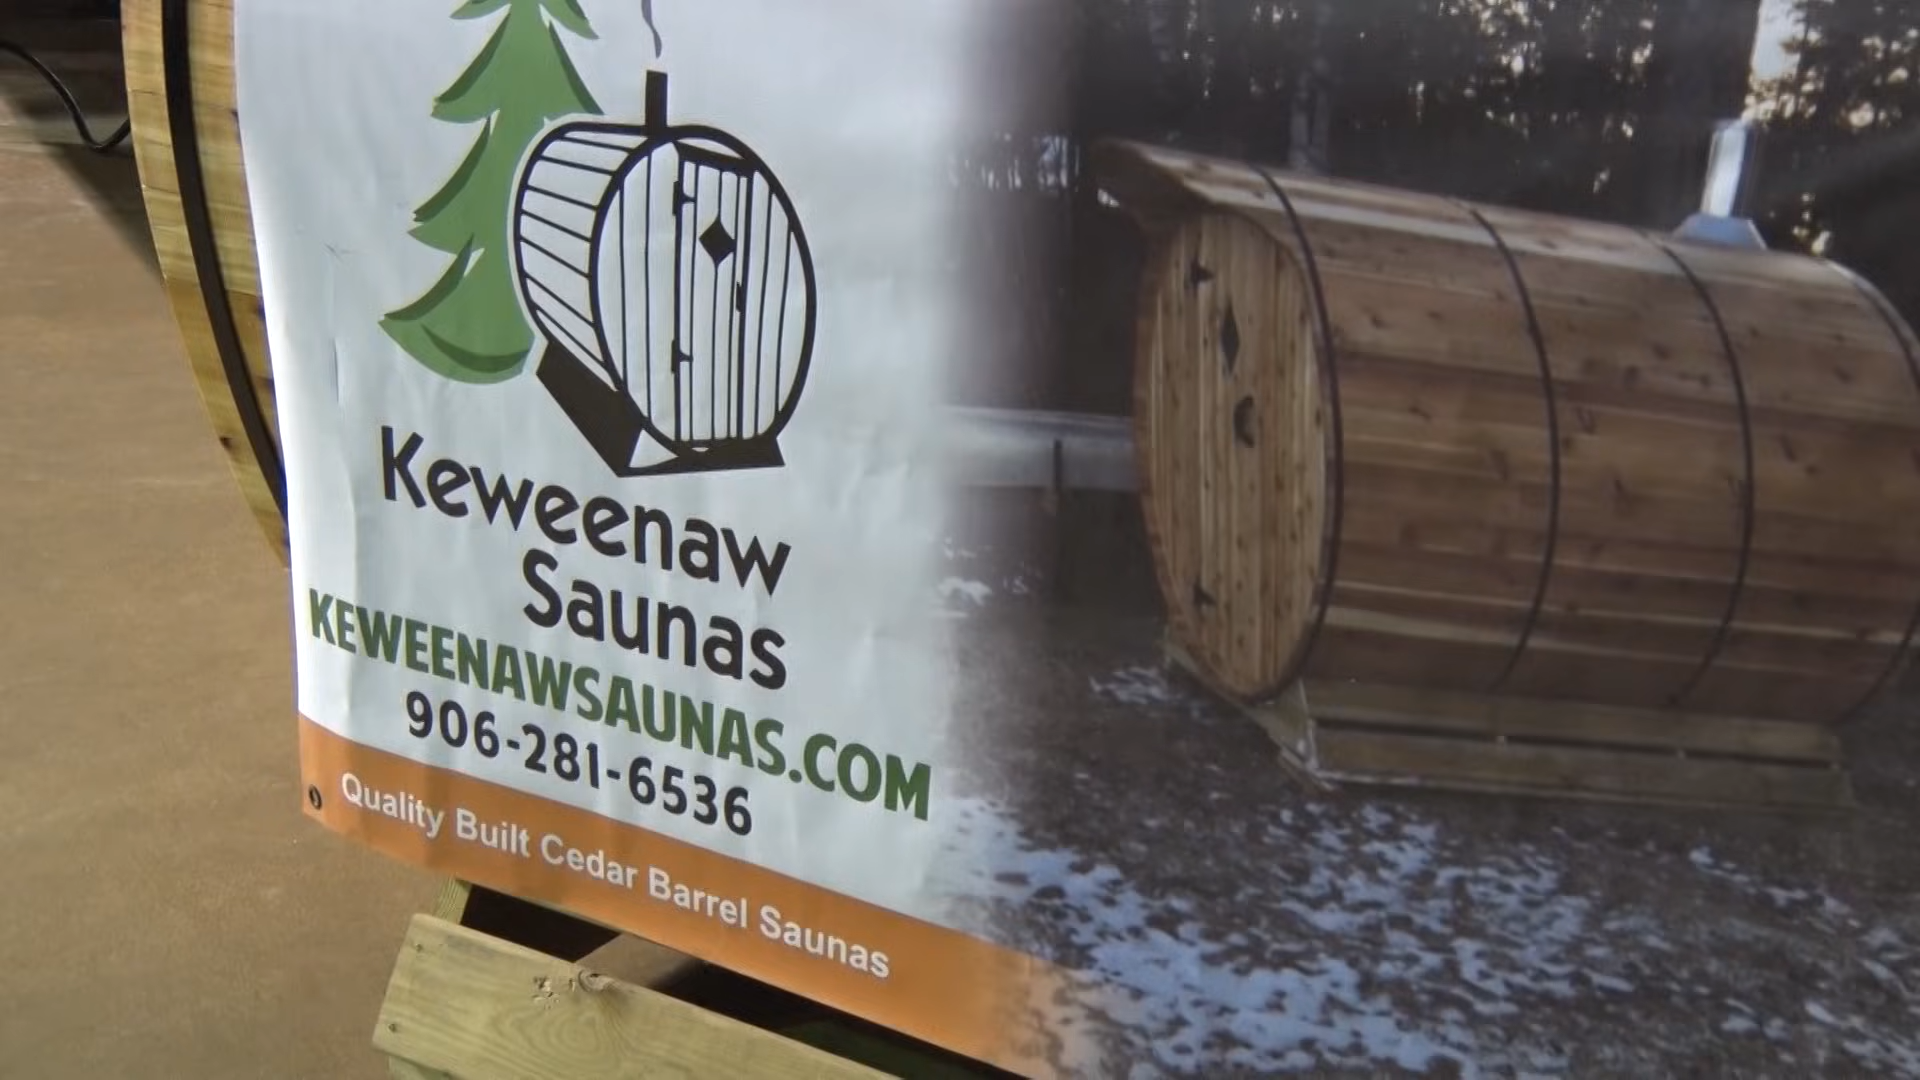 Keweenaw
Saunas
KEWEENAWSAUNAS.COM
906-281-6536
Quality Built Cedar Barrel Saunas